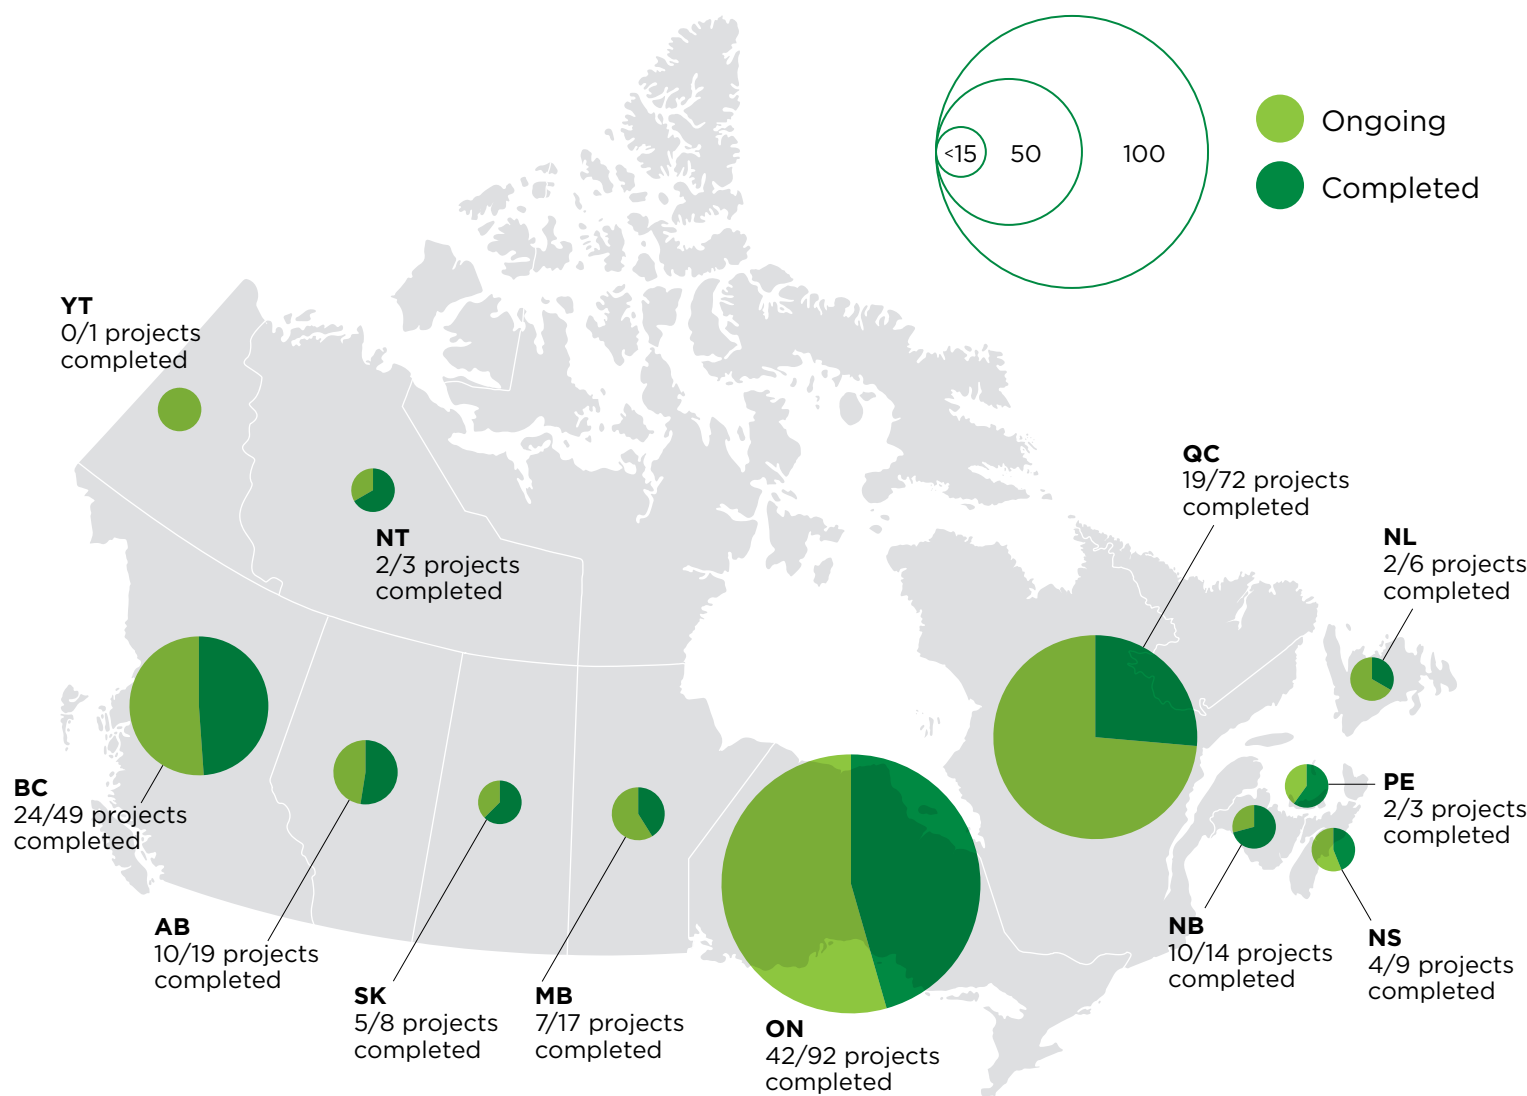 <15
50
100
Ongoing
Completed
YT
0/1 projects
completed
NT
2/3 projects
completed
QC
19/72 projects
completed
NL
2/6 projects
completed
BC
24/49 projects
completed
PE
2/3 projects
completed
AB
10/19 projects
completed
NB
10/14 projects
completed
NS
4/9 projects
completed
SK
5/8 projects
completed
MB
7/17 projects
completed
ON
42/92 projects
completed